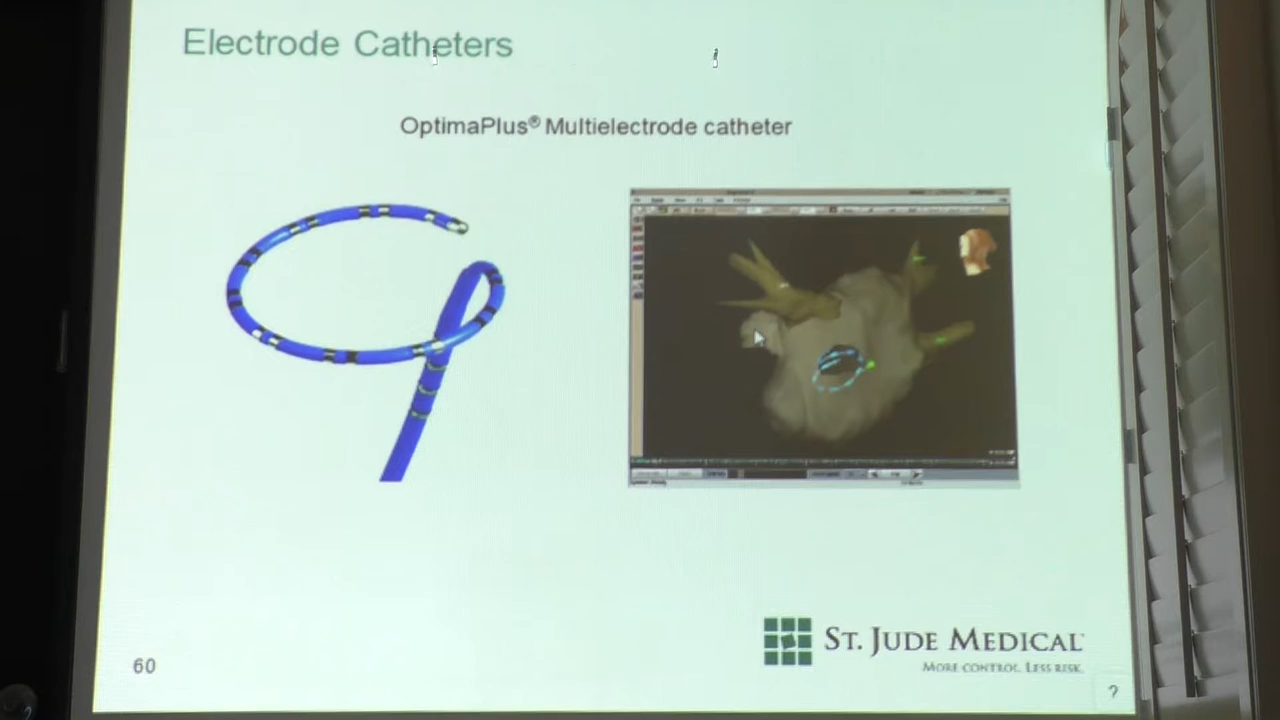 Electrode Catheters
OptimaPlus® Multielectrode catheter
ST. JUDE MEDICAL
MORE CONTROL. LESS RISK.
60
?